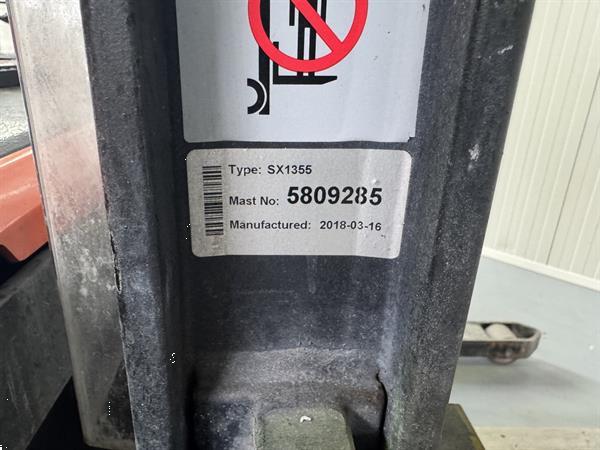 Type: SX1355
Mast No: 5809285
Manufactured: 2018-03-16